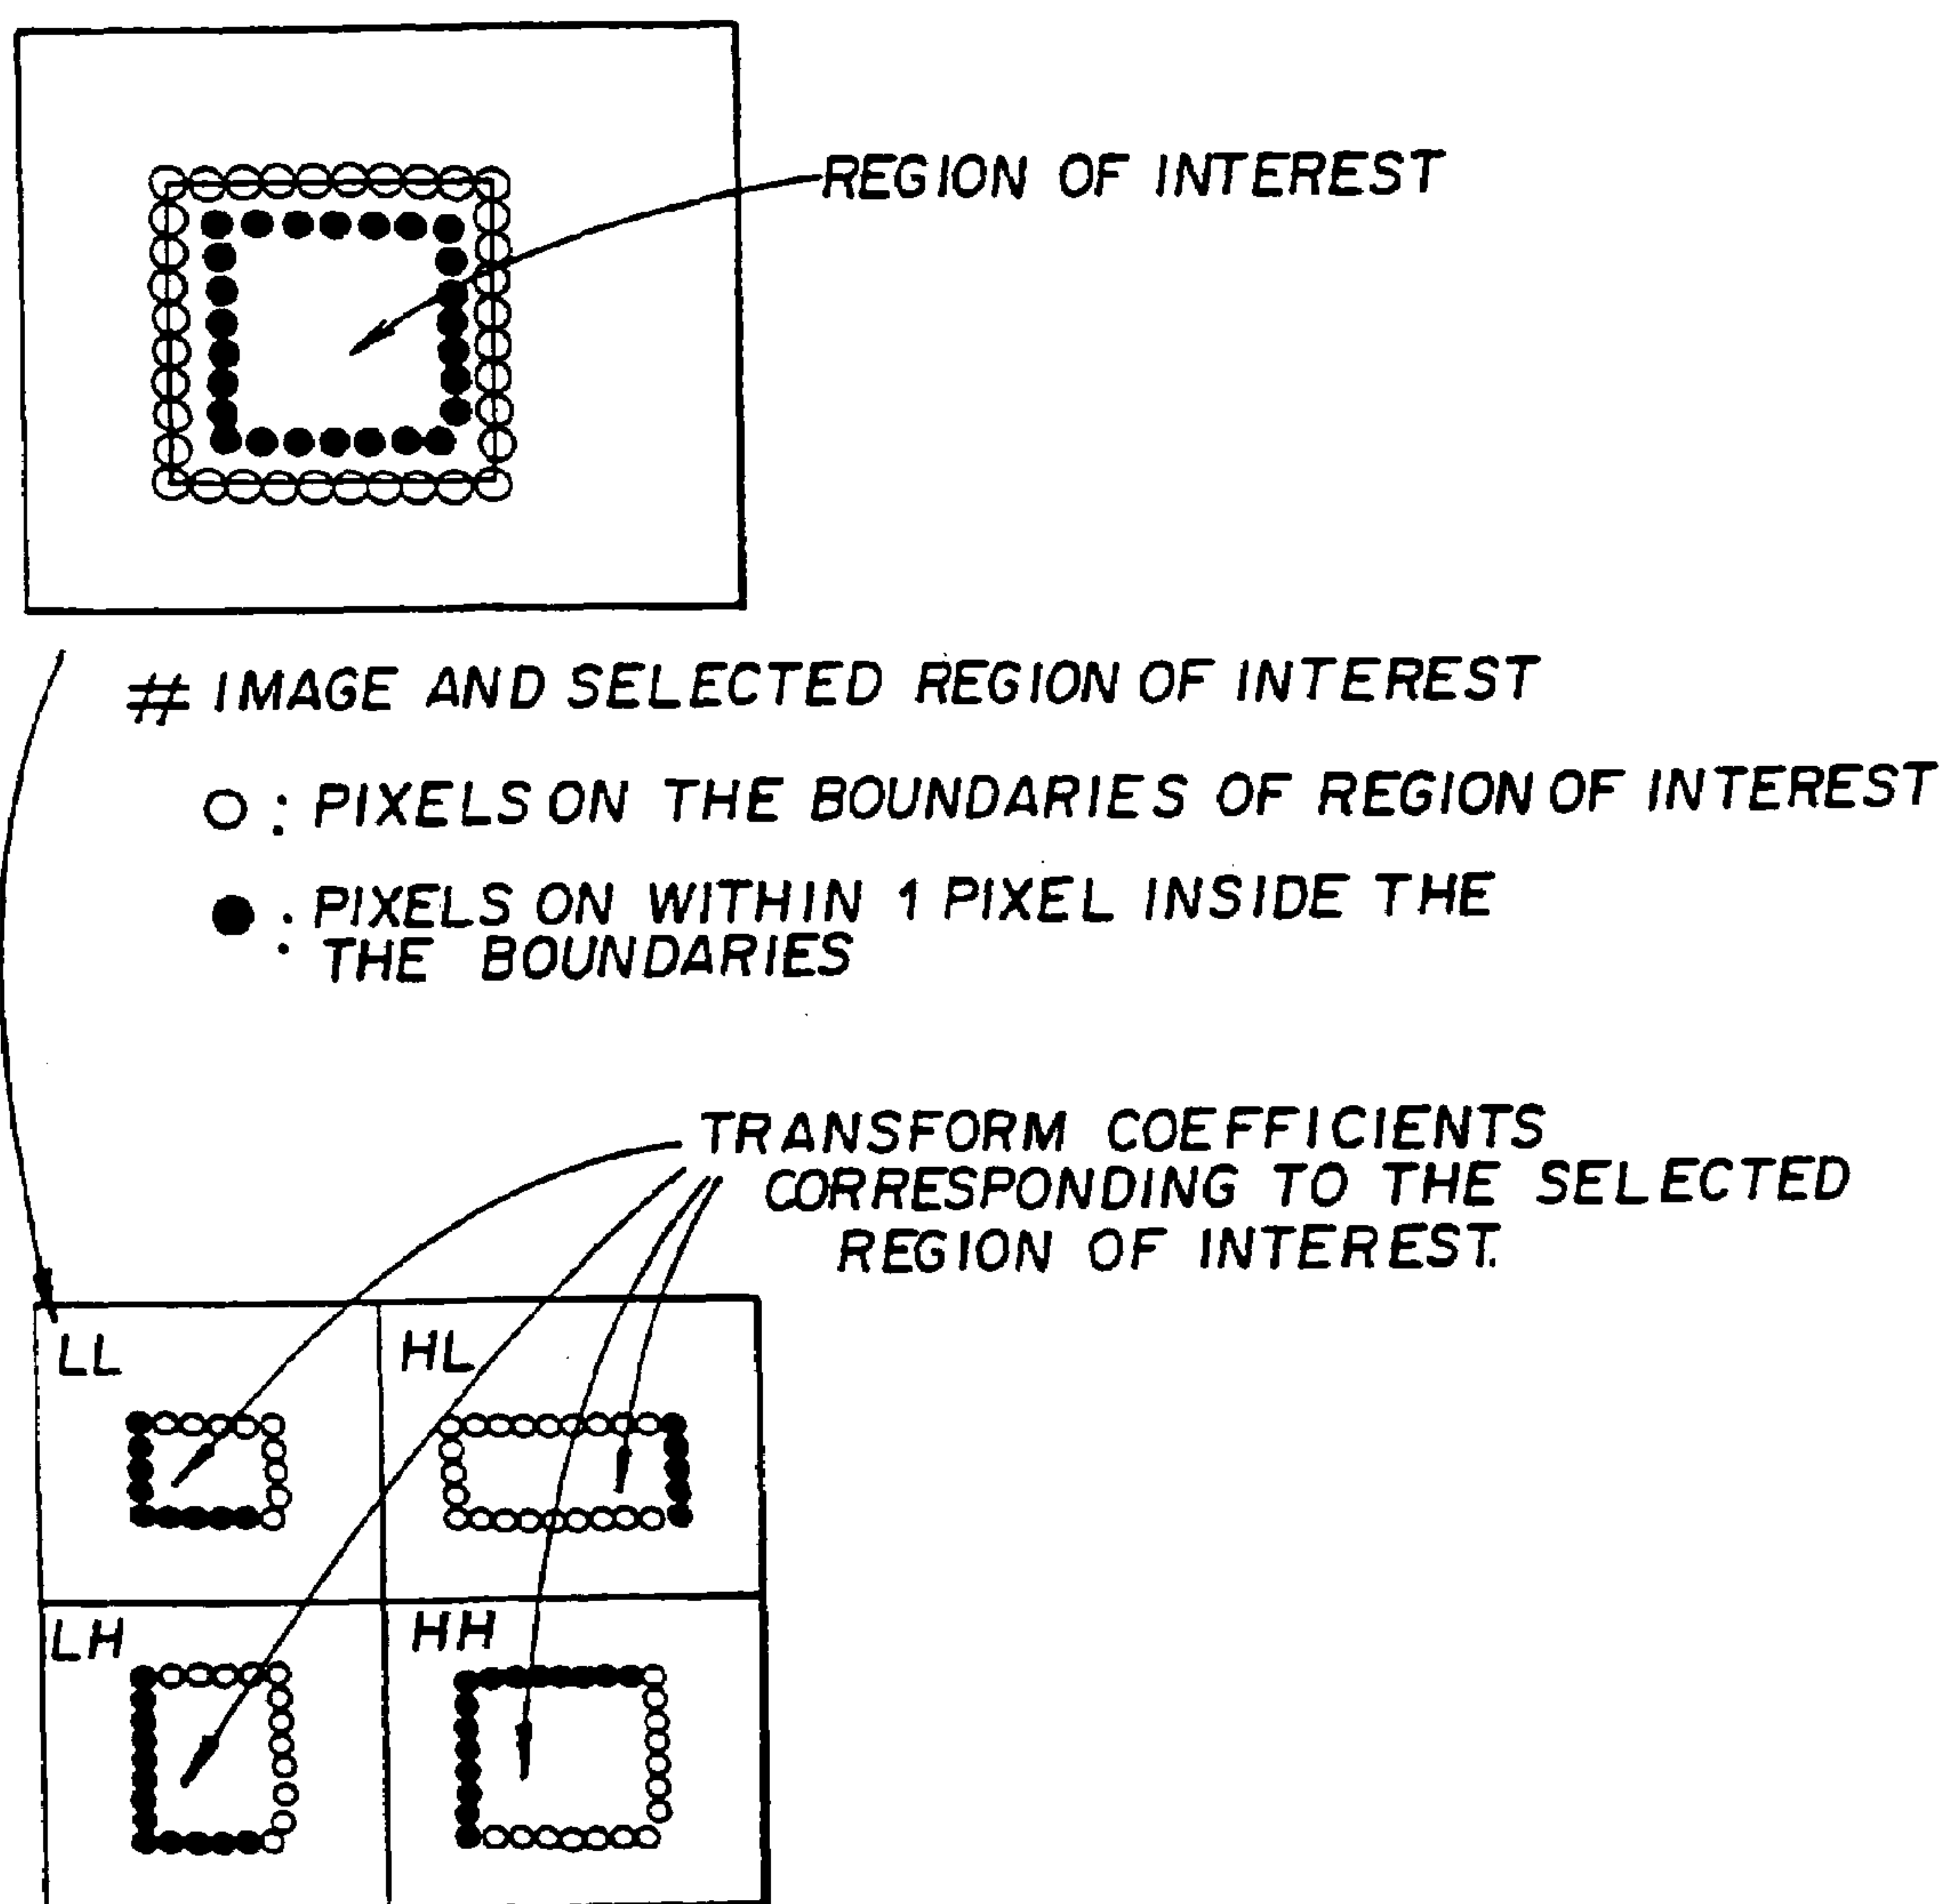 REGION OF INTEREST
# IMAGE AND SELECTED REGION OF INTEREST
O : PIXELS ON THE BOUNDARIES OF REGION OF INTEREST
● : PIXELS ON WITHIN 1 PIXEL INSIDE THE
THE BOUNDARIES
TRANSFORM COEFFICIENTS
CORRESPONDING TO THE SELECTED
REGION OF INTEREST.
LL
HL
LH
HH